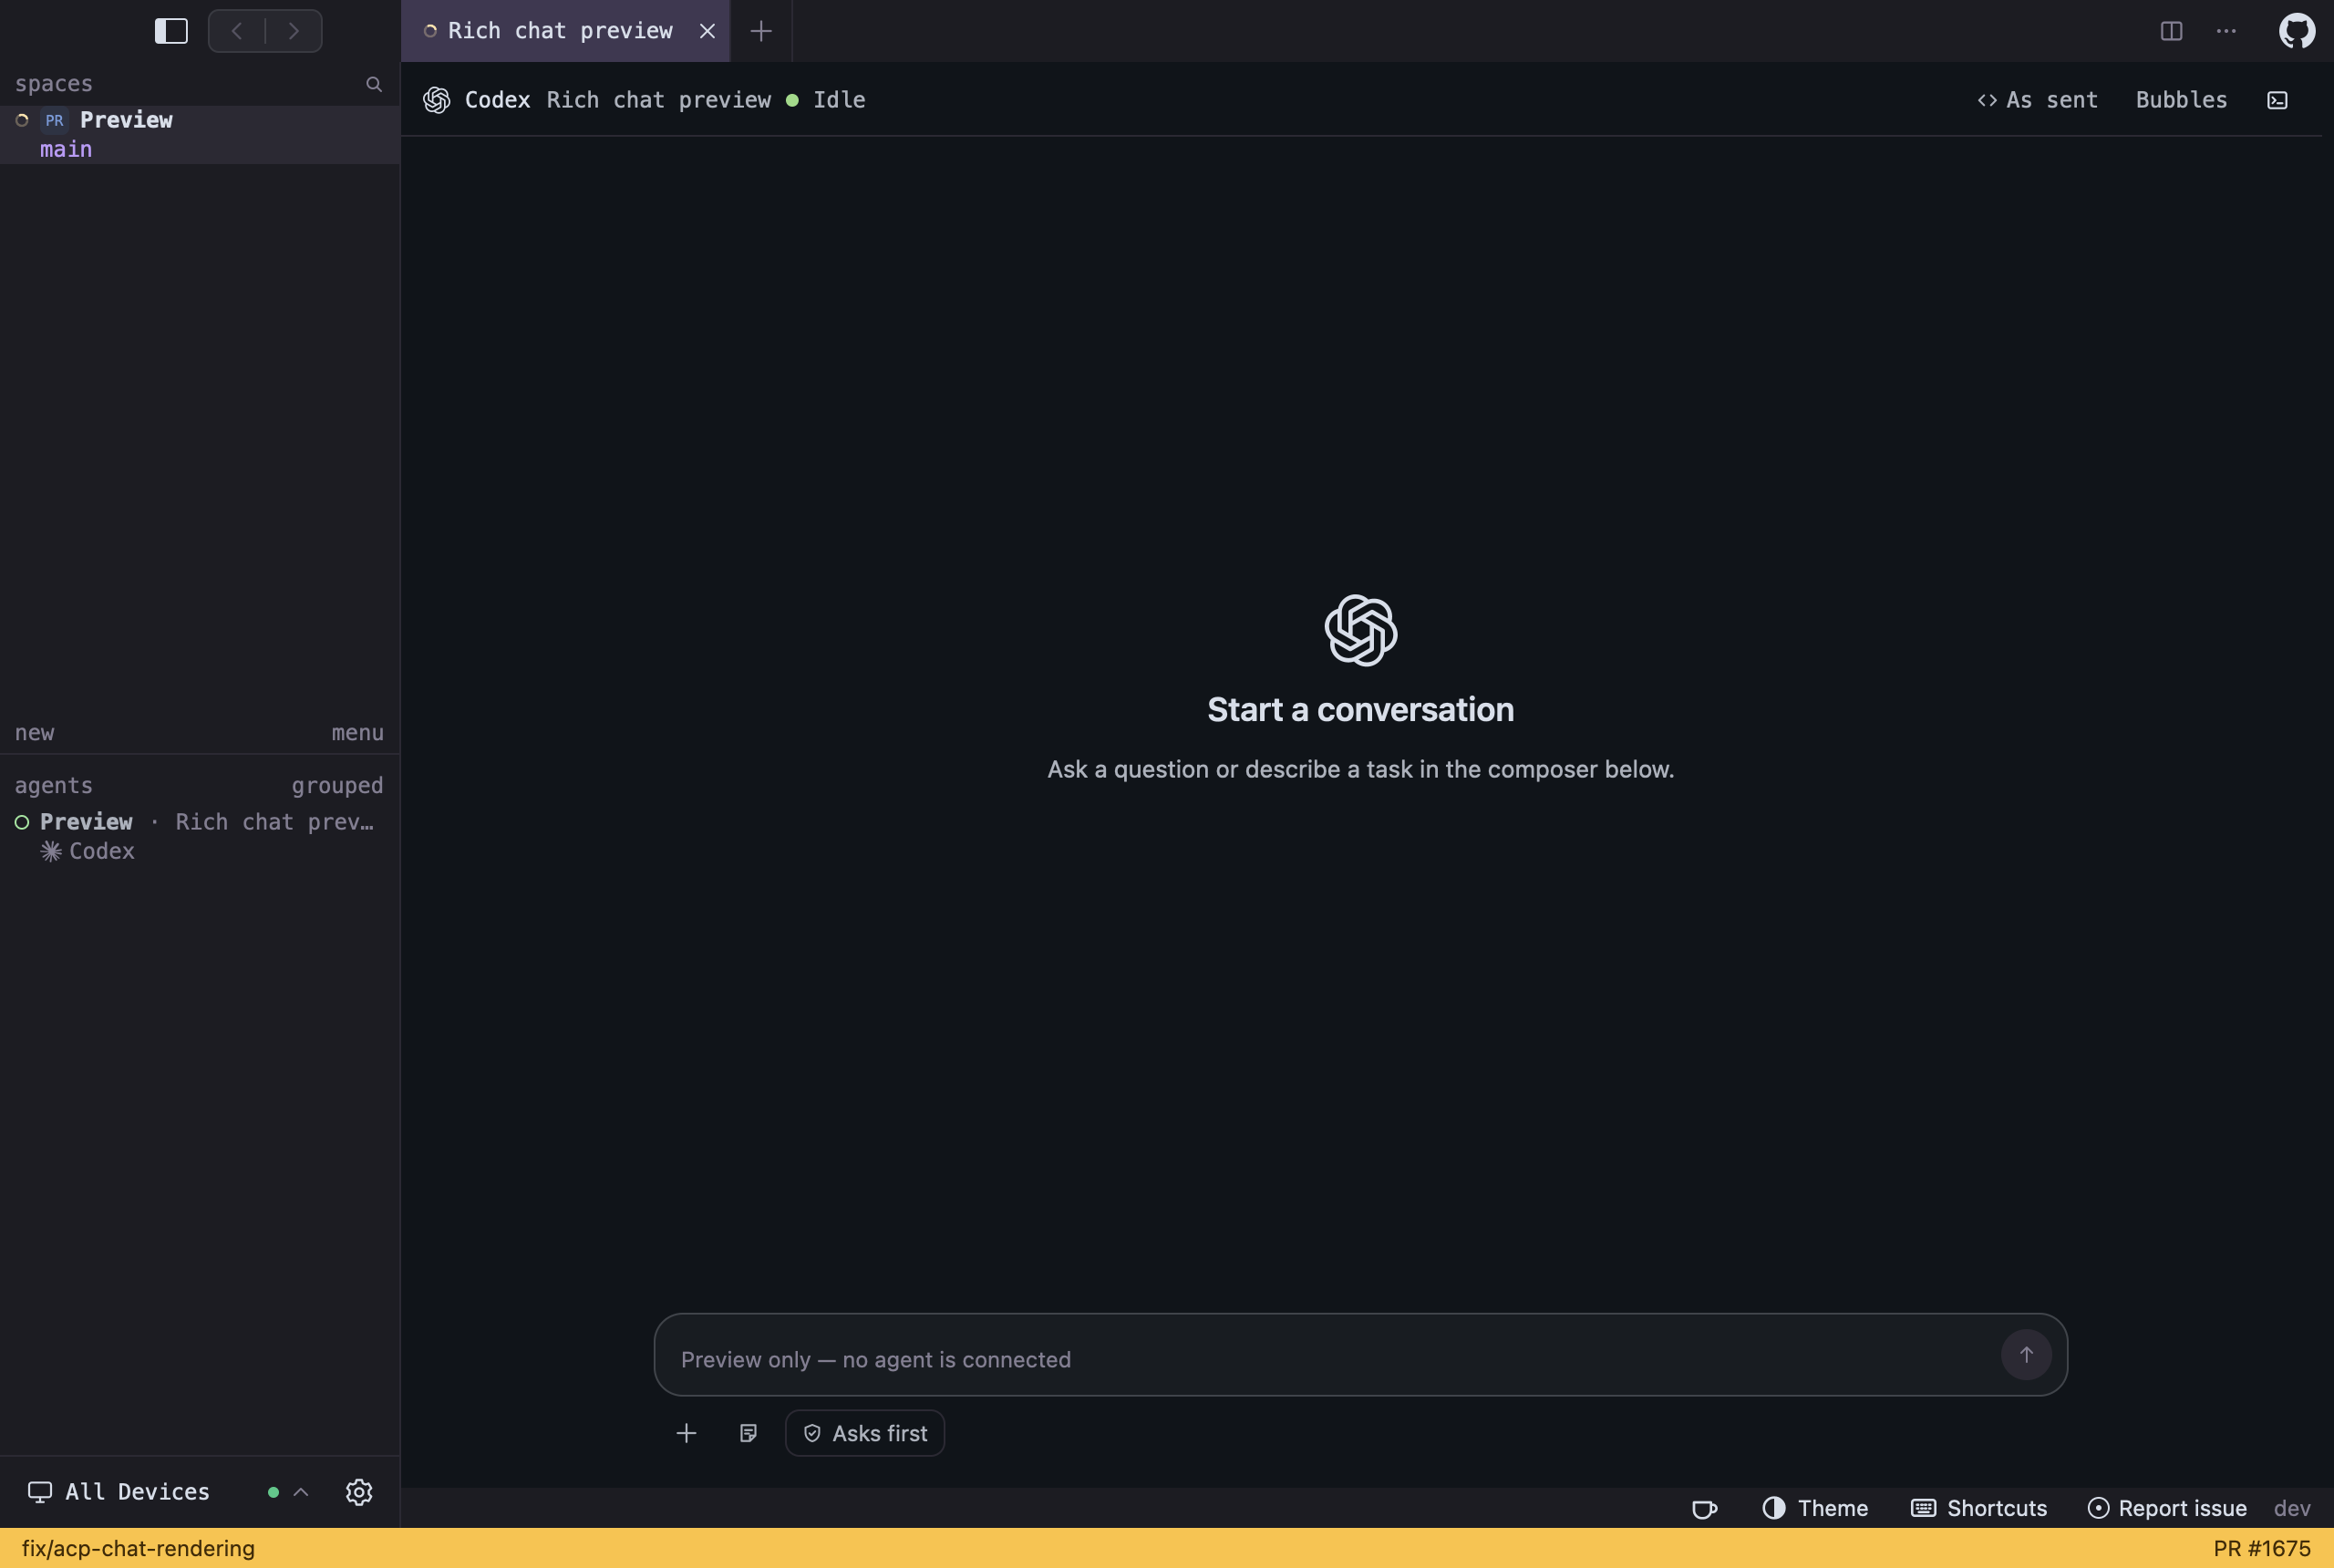 Rich chat preview
spaces
PR Preview
main
Codex Rich chat preview Idle
<> As sent
Bubbles
Start a conversation
Ask a question or describe a task in the composer below.
new
menu
agents
grouped
Preview · Rich chat prev…
Codex
Preview only — no agent is connected
Asks first
All Devices
Theme
Shortcuts
Report issue
dev
fix/acp-chat-rendering
PR #1675